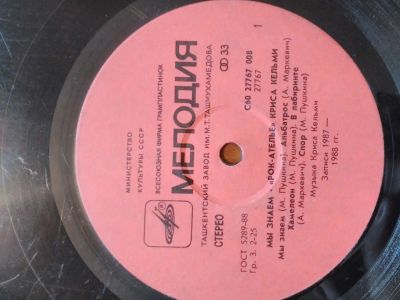 МИНИСТЕРСТВО
КУЛЬТУРЫ СССР
ВСЕСОЮЗНАЯ ФИРМА ГРАМПЛАСТИНОК
МЕЛОДИЯ
ТАШКЕНТСКИЙ ЗАВОД ИМ. М.Т.ТАШМУХАМЕДОВА
СТЕРЕО
33
ГОСТ 5289-88
Гр. 3. 2-25
С60 27767 008
27767
1
МЫ ЗНАЕМ • «РОК-АТЕЛЬЕ» КРИСА КЕЛЬМИ
Мы знаем (М. Пушкина). Альбатрос (А. Маркевич)
Хамелеон (М. Пушкина). В лабиринте
(А. Маркевич). Спор (М. Пушкина)
Музыка Криса Кельми
Записи 1987 —
1988 гг.